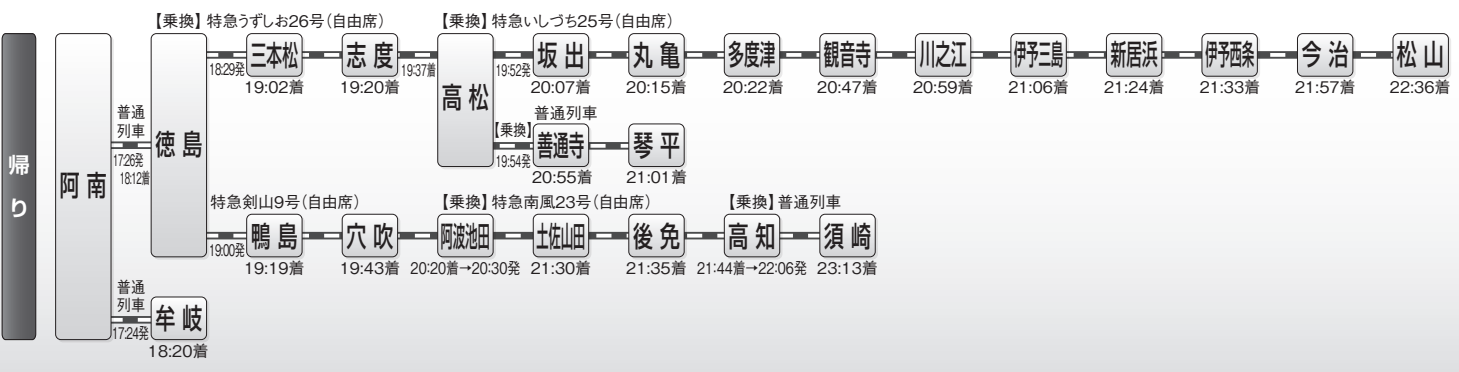 帰り
阿南
普通
列車
17:26発
18:12着
徳島
【乗換】特急うずしお26号（自由席）
18:29発
三本松
19:02着
志度
19:20着
19:37着
高松
【乗換】特急いしづち25号（自由席）
19:52発
坂出
20:07着
丸亀
20:15着
多度津
20:22着
観音寺
20:47着
川之江
20:59着
伊予三島
21:06着
新居浜
21:24着
伊予西条
21:33着
今治
21:57着
松山
22:36着
普通列車
【乗換】
19:54発
善通寺
20:55着
琴平
21:01着
特急剣山9号（自由席）
19:00発
鴨島
19:19着
穴吹
19:43着
【乗換】特急南風23号（自由席）
阿波池田
20:20着→20:30発
土佐山田
21:30着
後免
21:35着
【乗換】普通列車
高知
21:44着→22:06発
須崎
23:13着
普通
列車
17:24発
牟岐
18:20着